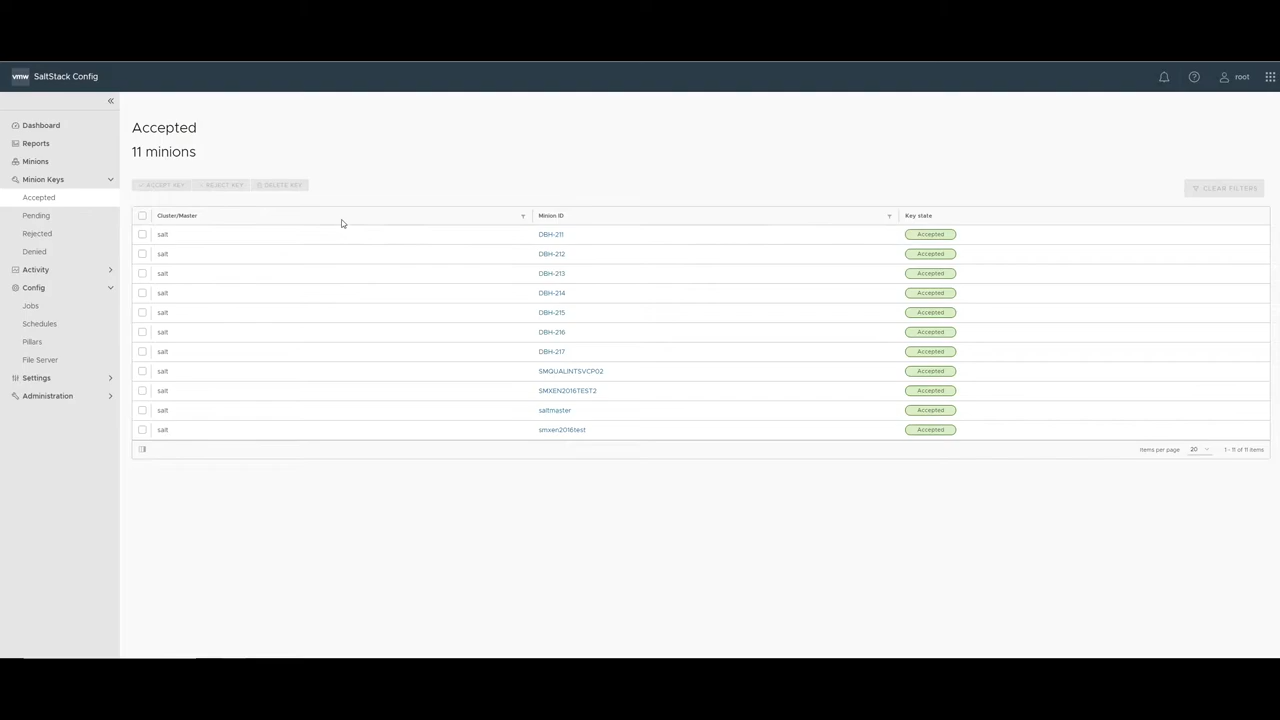 vmw SaltStack Config
root
Dashboard
Reports
Minions
Minion Keys
Accepted
Pending
Rejected
Denied
Activity
Config
Jobs
Schedules
Pillars
File Server
Settings
Administration
Accepted
11 minions
ACCEPT KEY REJECT KEY DELETE KEY
CLEAR FILTERS
Cluster/Master Minion ID Key state
salt DBH-211 Accepted
salt DBH-212 Accepted
salt DBH-213 Accepted
salt DBH-214 Accepted
salt DBH-215 Accepted
salt DBH-216 Accepted
salt DBH-217 Accepted
salt SMQUALINTSVCP02 Accepted
salt SMXEN2016TEST2 Accepted
salt saltmaster Accepted
salt smxen2016test Accepted
Items per page 20 1 - 11 of 11 items